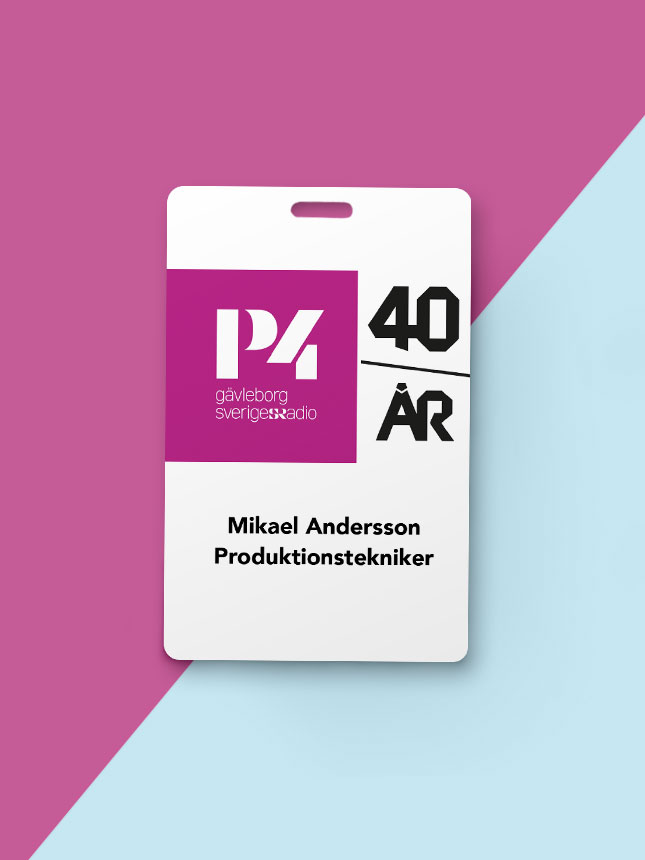 P4
gävleborg
sverigesRadio
40
ÅR
Mikael Andersson
Produktionstekniker